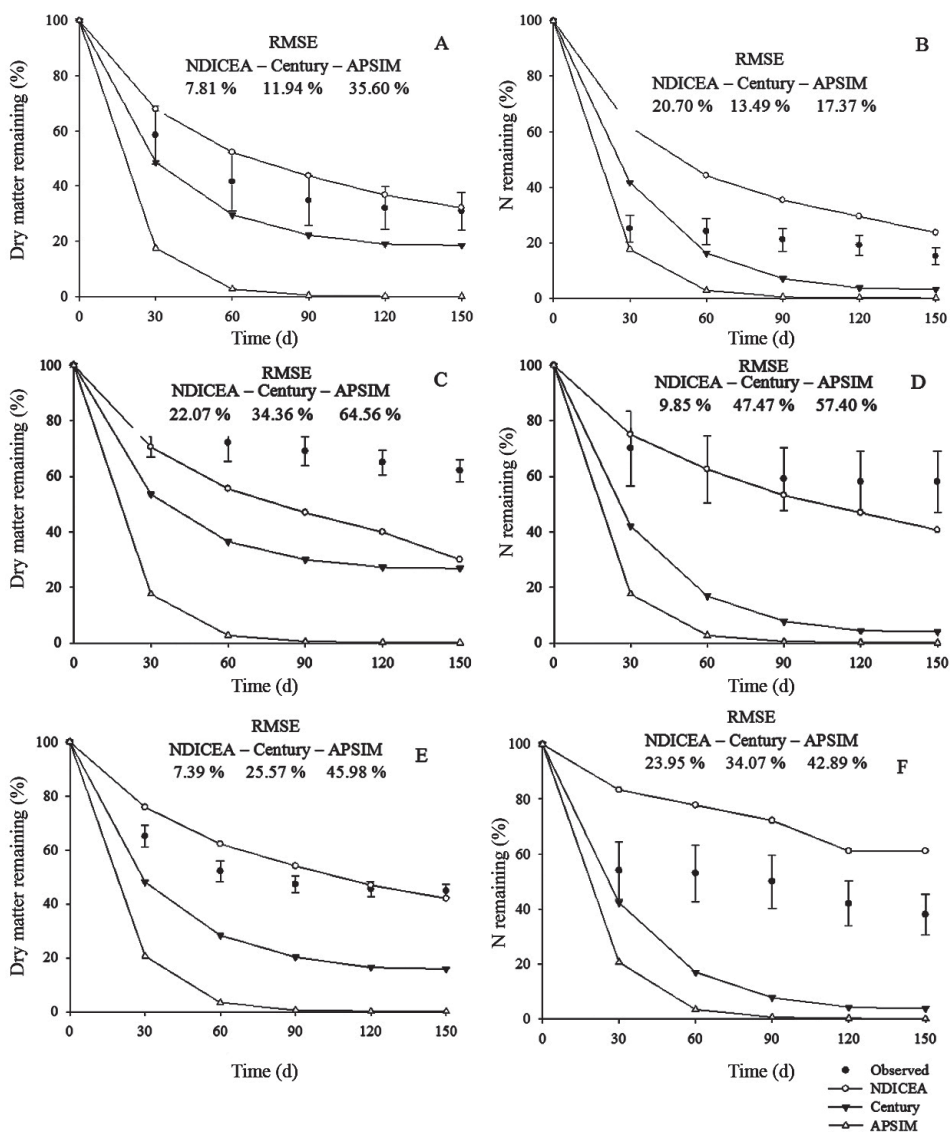 RMSE
A
NDICEA – Century – APSIM
7.81 % 11.94 % 35.60 %
Dry matter remaining (%)
100
80
60
40
20
0
0 30 60 90 120 150
Time (d)
RMSE
B
NDICEA – Century – APSIM
20.70 % 13.49 % 17.37 %
N remaining (%)
100
80
60
40
20
0
0 30 60 90 120 150
Time (d)
RMSE
C
NDICEA – Century – APSIM
22.07 % 34.36 % 64.56 %
Dry matter remaining (%)
100
80
60
40
20
0
0 30 60 90 120 150
Time (d)
RMSE
D
NDICEA – Century – APSIM
9.85 % 47.47 % 57.40 %
N remaining (%)
100
80
60
40
20
0
0 30 60 90 120 150
Time (d)
RMSE
E
NDICEA – Century – APSIM
7.39 % 25.57 % 45.98 %
Dry matter remaining (%)
100
80
60
40
20
0
0 30 60 90 120 150
Time (d)
RMSE
F
NDICEA – Century – APSIM
23.95 % 34.07 % 42.89 %
N remaining (%)
100
80
60
40
20
0
0 30 60 90 120 150
Time (d)
Observed
NDICEA
Century
APSIM